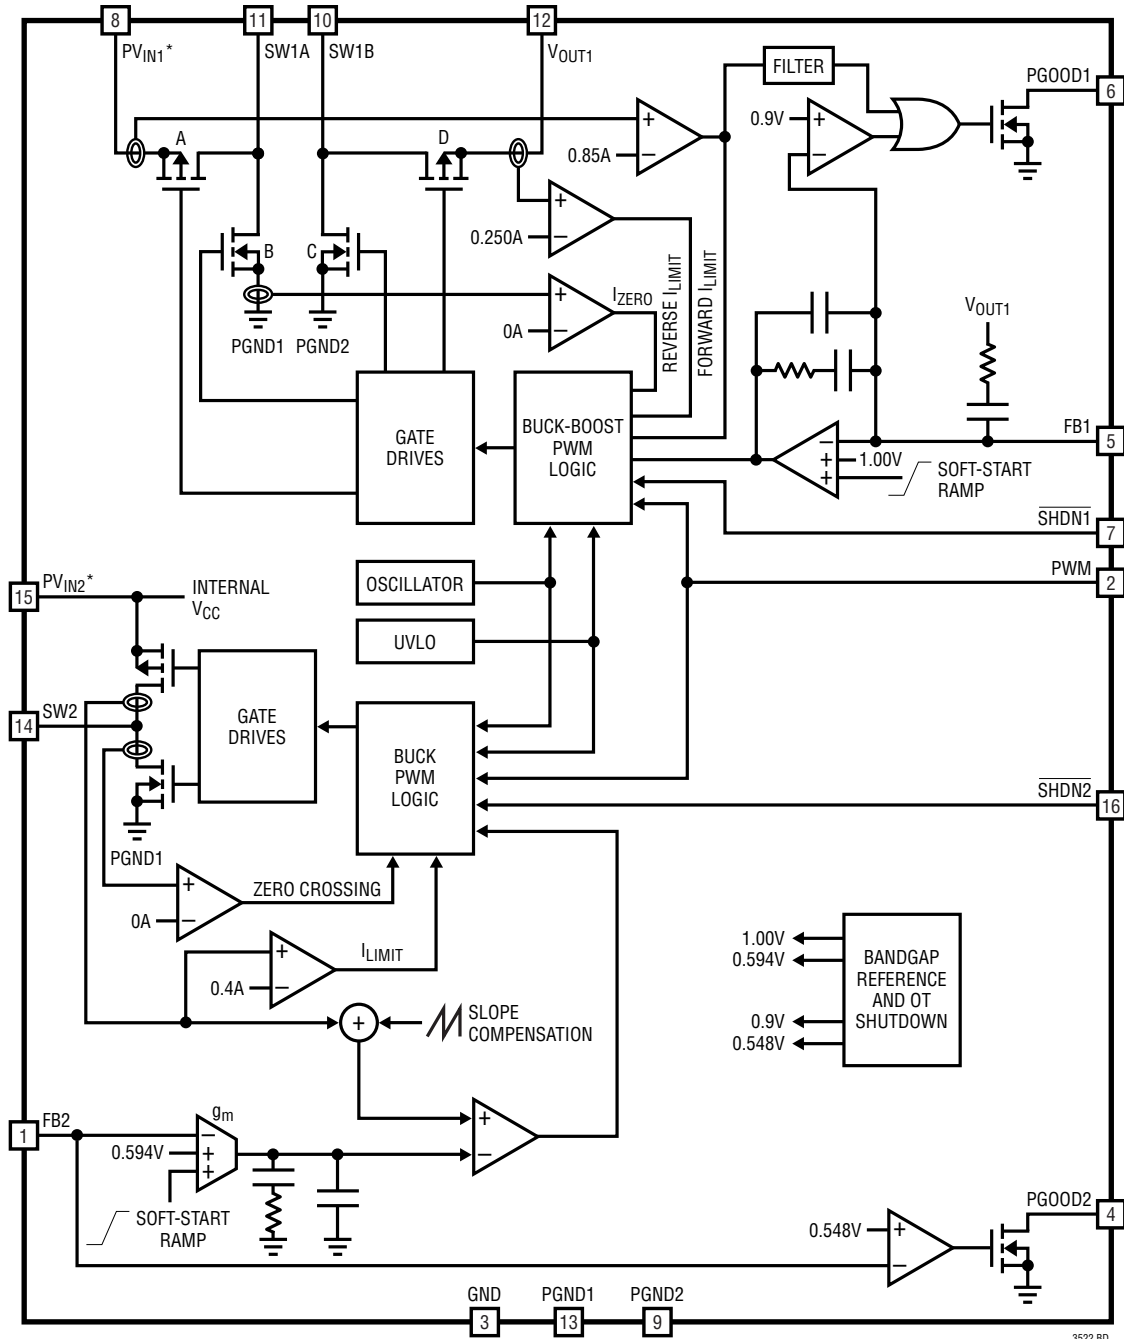 8
11
10
12
PVIN1*
SW1A
SW1B
VOUT1
FILTER
PGOOD1
6
0.9V
+
−
A
D
+
−
0.85A
B
C
+
−
0.250A
IZERO
+
−
0A
REVERSE ILIMIT
FORWARD ILIMIT
PGND1
PGND2
VOUT1
GATE
DRIVES
BUCK-BOOST
PWM
LOGIC
−
+
+
1.00V
SOFT-START
RAMP
FB1
5
SHDN1
7
PWM
2
PVIN2*
15
INTERNAL
VCC
OSCILLATOR
UVLO
SW2
14
GATE
DRIVES
BUCK
PWM
LOGIC
SHDN2
16
PGND1
+
−
0A
ZERO CROSSING
+
−
0.4A
ILIMIT
+
SLOPE
COMPENSATION
1.00V
0.594V
0.9V
0.548V
BANDGAP
REFERENCE
AND OT
SHUTDOWN
FB2
1
gm
−
+
+
0.594V
SOFT-START
RAMP
+
−
PGOOD2
4
0.548V
+
−
GND
PGND1
PGND2
3
13
9
3522 BD